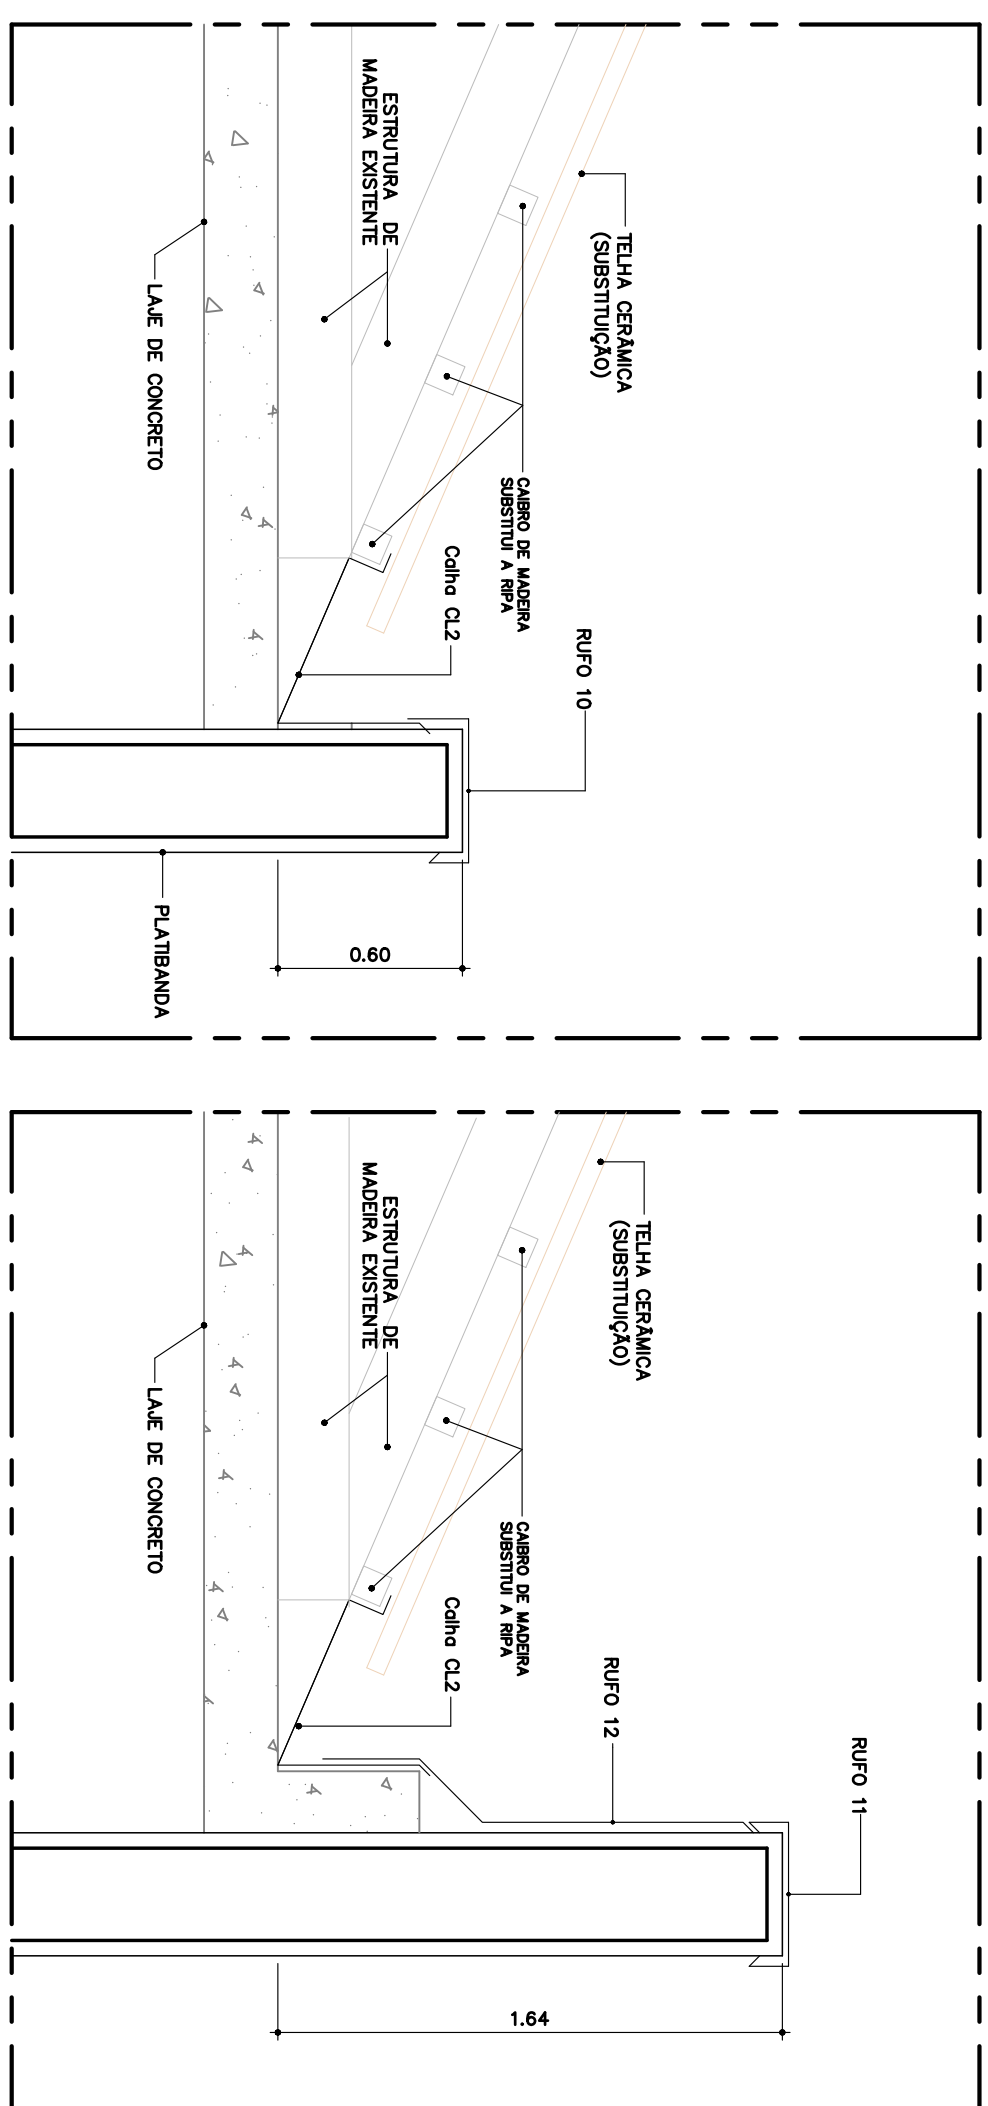 TELHA CERÂMICA
(SUBSTITUIÇÃO)
ESTRUTURA DE
MADEIRA EXISTENTE
LAJE DE CONCRETO
CAIBRO DE MADEIRA
SUBSTITUI A RIPA
Calha CL2
RUFO 10
PLATIBANDA
0.60
TELHA CERÂMICA
(SUBSTITUIÇÃO)
ESTRUTURA DE
MADEIRA EXISTENTE
LAJE DE CONCRETO
CAIBRO DE MADEIRA
SUBSTITUI A RIPA
Calha CL2
RUFO 12
RUFO 11
1.64